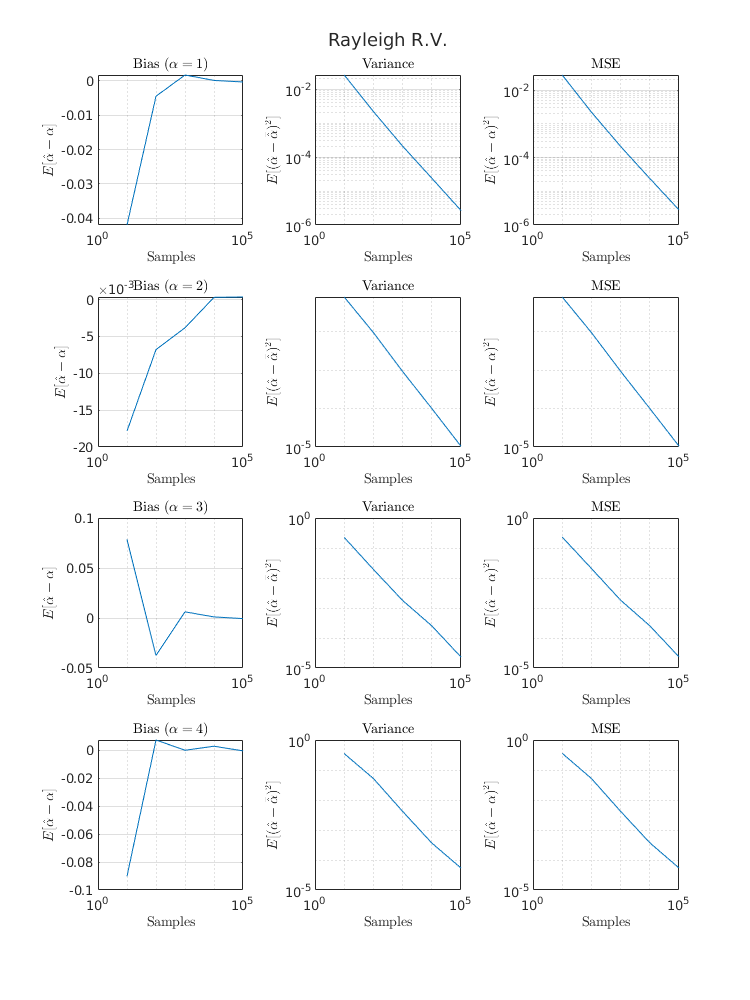 Rayleigh R.V.
Bias (α = 1)
0
-0.01
-0.02
-0.03
-0.04
E[α̂ − α]
10^0
10^5
Samples
Variance
10^-2
10^-4
10^-6
E[(α̂ − α̂̄)^2]
10^0
10^5
Samples
MSE
10^-2
10^-4
10^-6
E[(α̂ − α)^2]
10^0
10^5
Samples
×10^-3
Bias (α = 2)
0
-5
-10
-15
-20
E[α̂ − α]
10^0
10^5
Samples
Variance
10^-5
E[(α̂ − α̂̄)^2]
10^0
10^5
Samples
MSE
10^-5
E[(α̂ − α)^2]
10^0
10^5
Samples
Bias (α = 3)
0.1
0.05
0
-0.05
E[α̂ − α]
10^0
10^5
Samples
Variance
10^0
10^-5
E[(α̂ − α̂̄)^2]
10^0
10^5
Samples
MSE
10^0
10^-5
E[(α̂ − α)^2]
10^0
10^5
Samples
Bias (α = 4)
0
-0.02
-0.04
-0.06
-0.08
-0.1
E[α̂ − α]
10^0
10^5
Samples
Variance
10^0
10^-5
E[(α̂ − α̂̄)^2]
10^0
10^5
Samples
MSE
10^0
10^-5
E[(α̂ − α)^2]
10^0
10^5
Samples